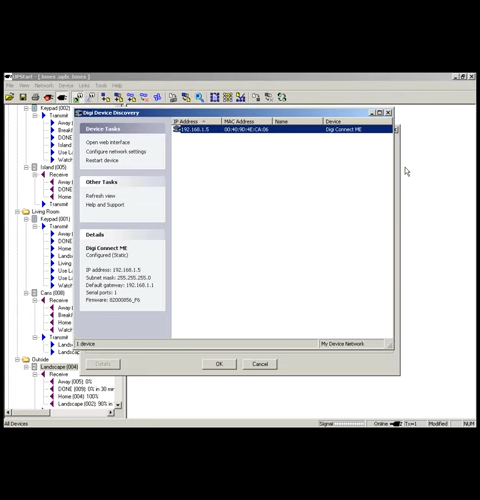 UPStart - [
File View Network Device Links Tools Help
Keypad (002)
Transmit
Away (
Break
DONE
Home
Island
Use La
Watch
Island (005)
Receive
Away (
DONE
Home
Transmit
Living Room
Keypad (001)
Transmit
Away (
DONE
Home
Lands
Living
Use La
Use L
Watch
Cans (008)
Receive
Away (
Break
Home
Watch
Transmit
Lands
Lands
Outside
Landscape (004)
Receive
Away (005): 0%
DONE (009): 0% in 30 min
Home (004): 100%
Landscape (002): 90% in
Digi Device Discovery
Device Tasks
Open web interface
Configure network settings
Restart device
Other Tasks
Refresh view
Help and Support
Details
Digi Connect ME
Configured (Static)
IP address: 192.168.1.5
Subnet mask: 255.255.255.0
Default gateway: 192.168.1.1
Serial ports: 1
Firmware: 82000856_F6
IP Address MAC Address Name Device
192.168.1.5 00:40:9D:4E:CA:06 Digi Connect ME
1 device My Device Network
Details OK Cancel
All Devices Signal: Online Tx=1 Modified NUM